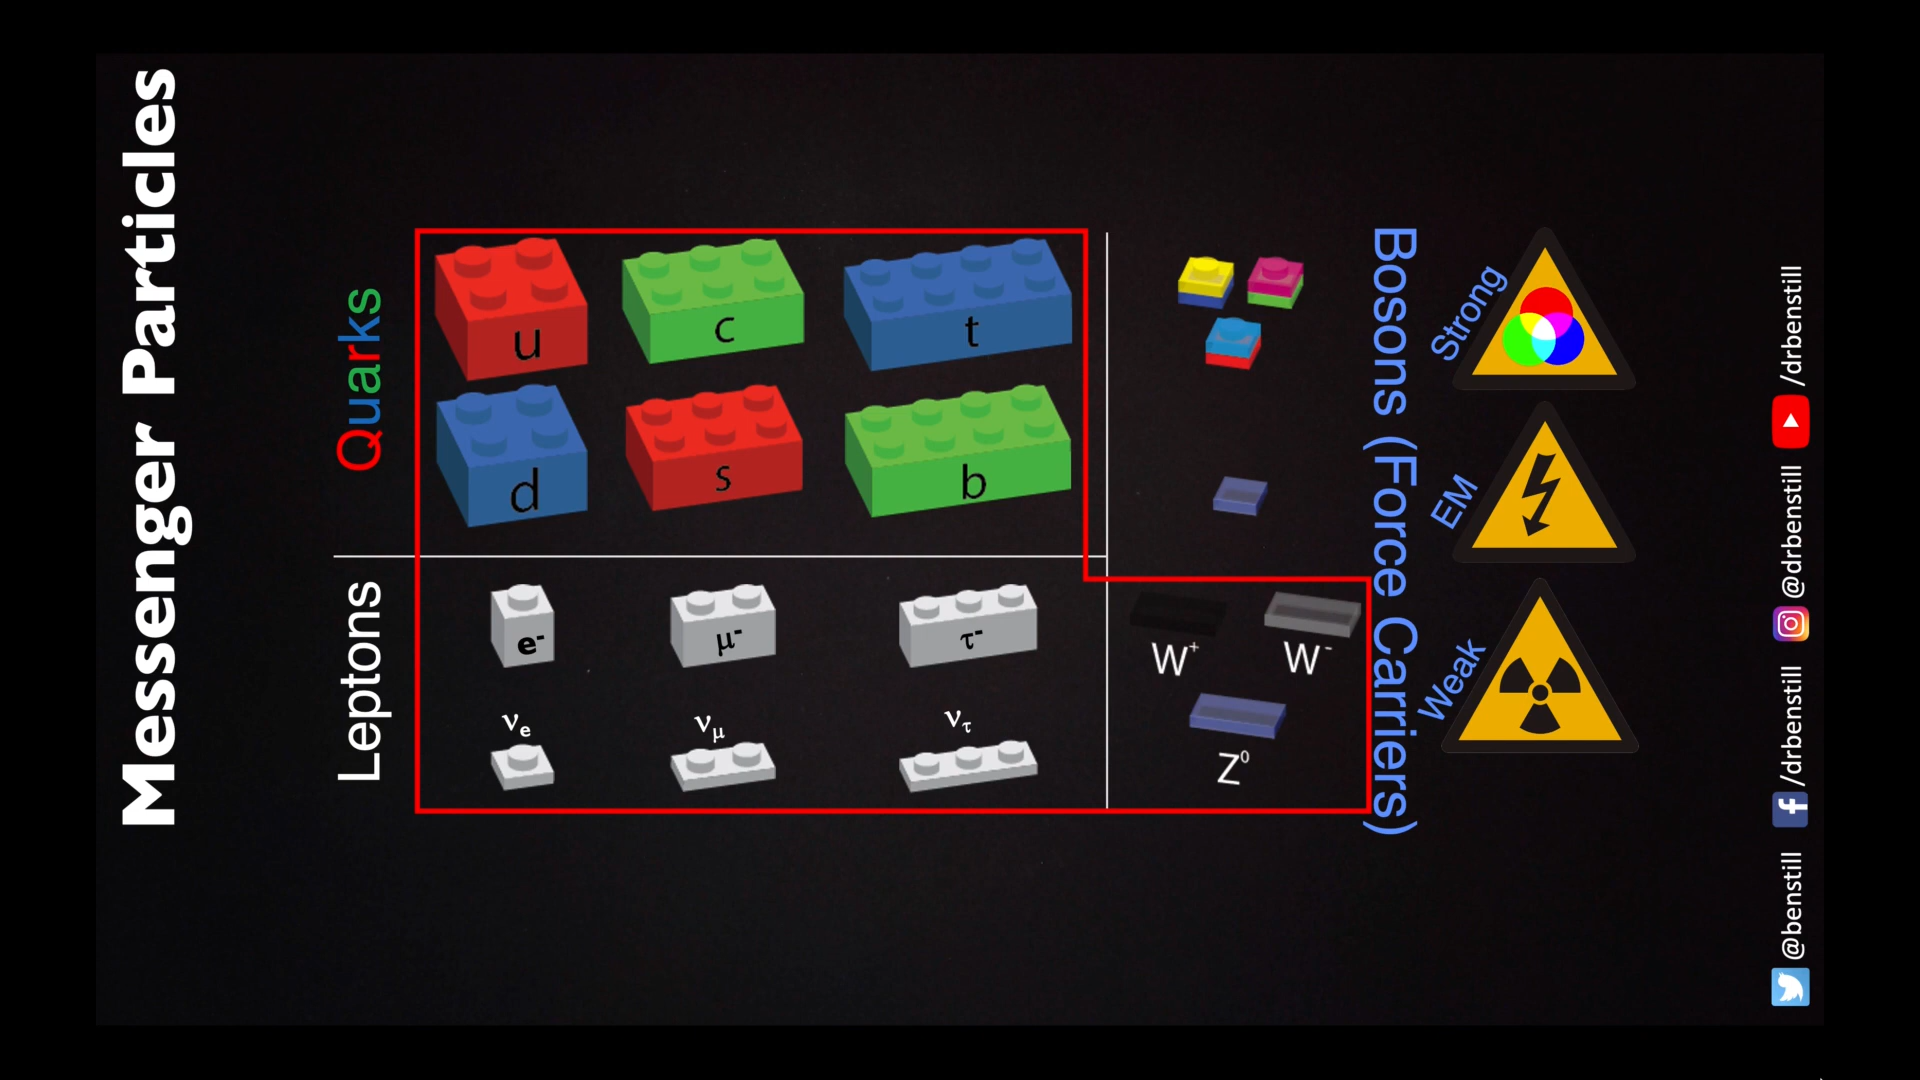 Messenger Particles
Quarks
u
c
t
d
s
b
Leptons
e-
μ-
τ-
νe
νμ
ντ
W+
W-
Z0
Bosons (Force Carriers)
Strong
EM
Weak
@benstill
/drbenstill
@drbenstill
/drbenstill